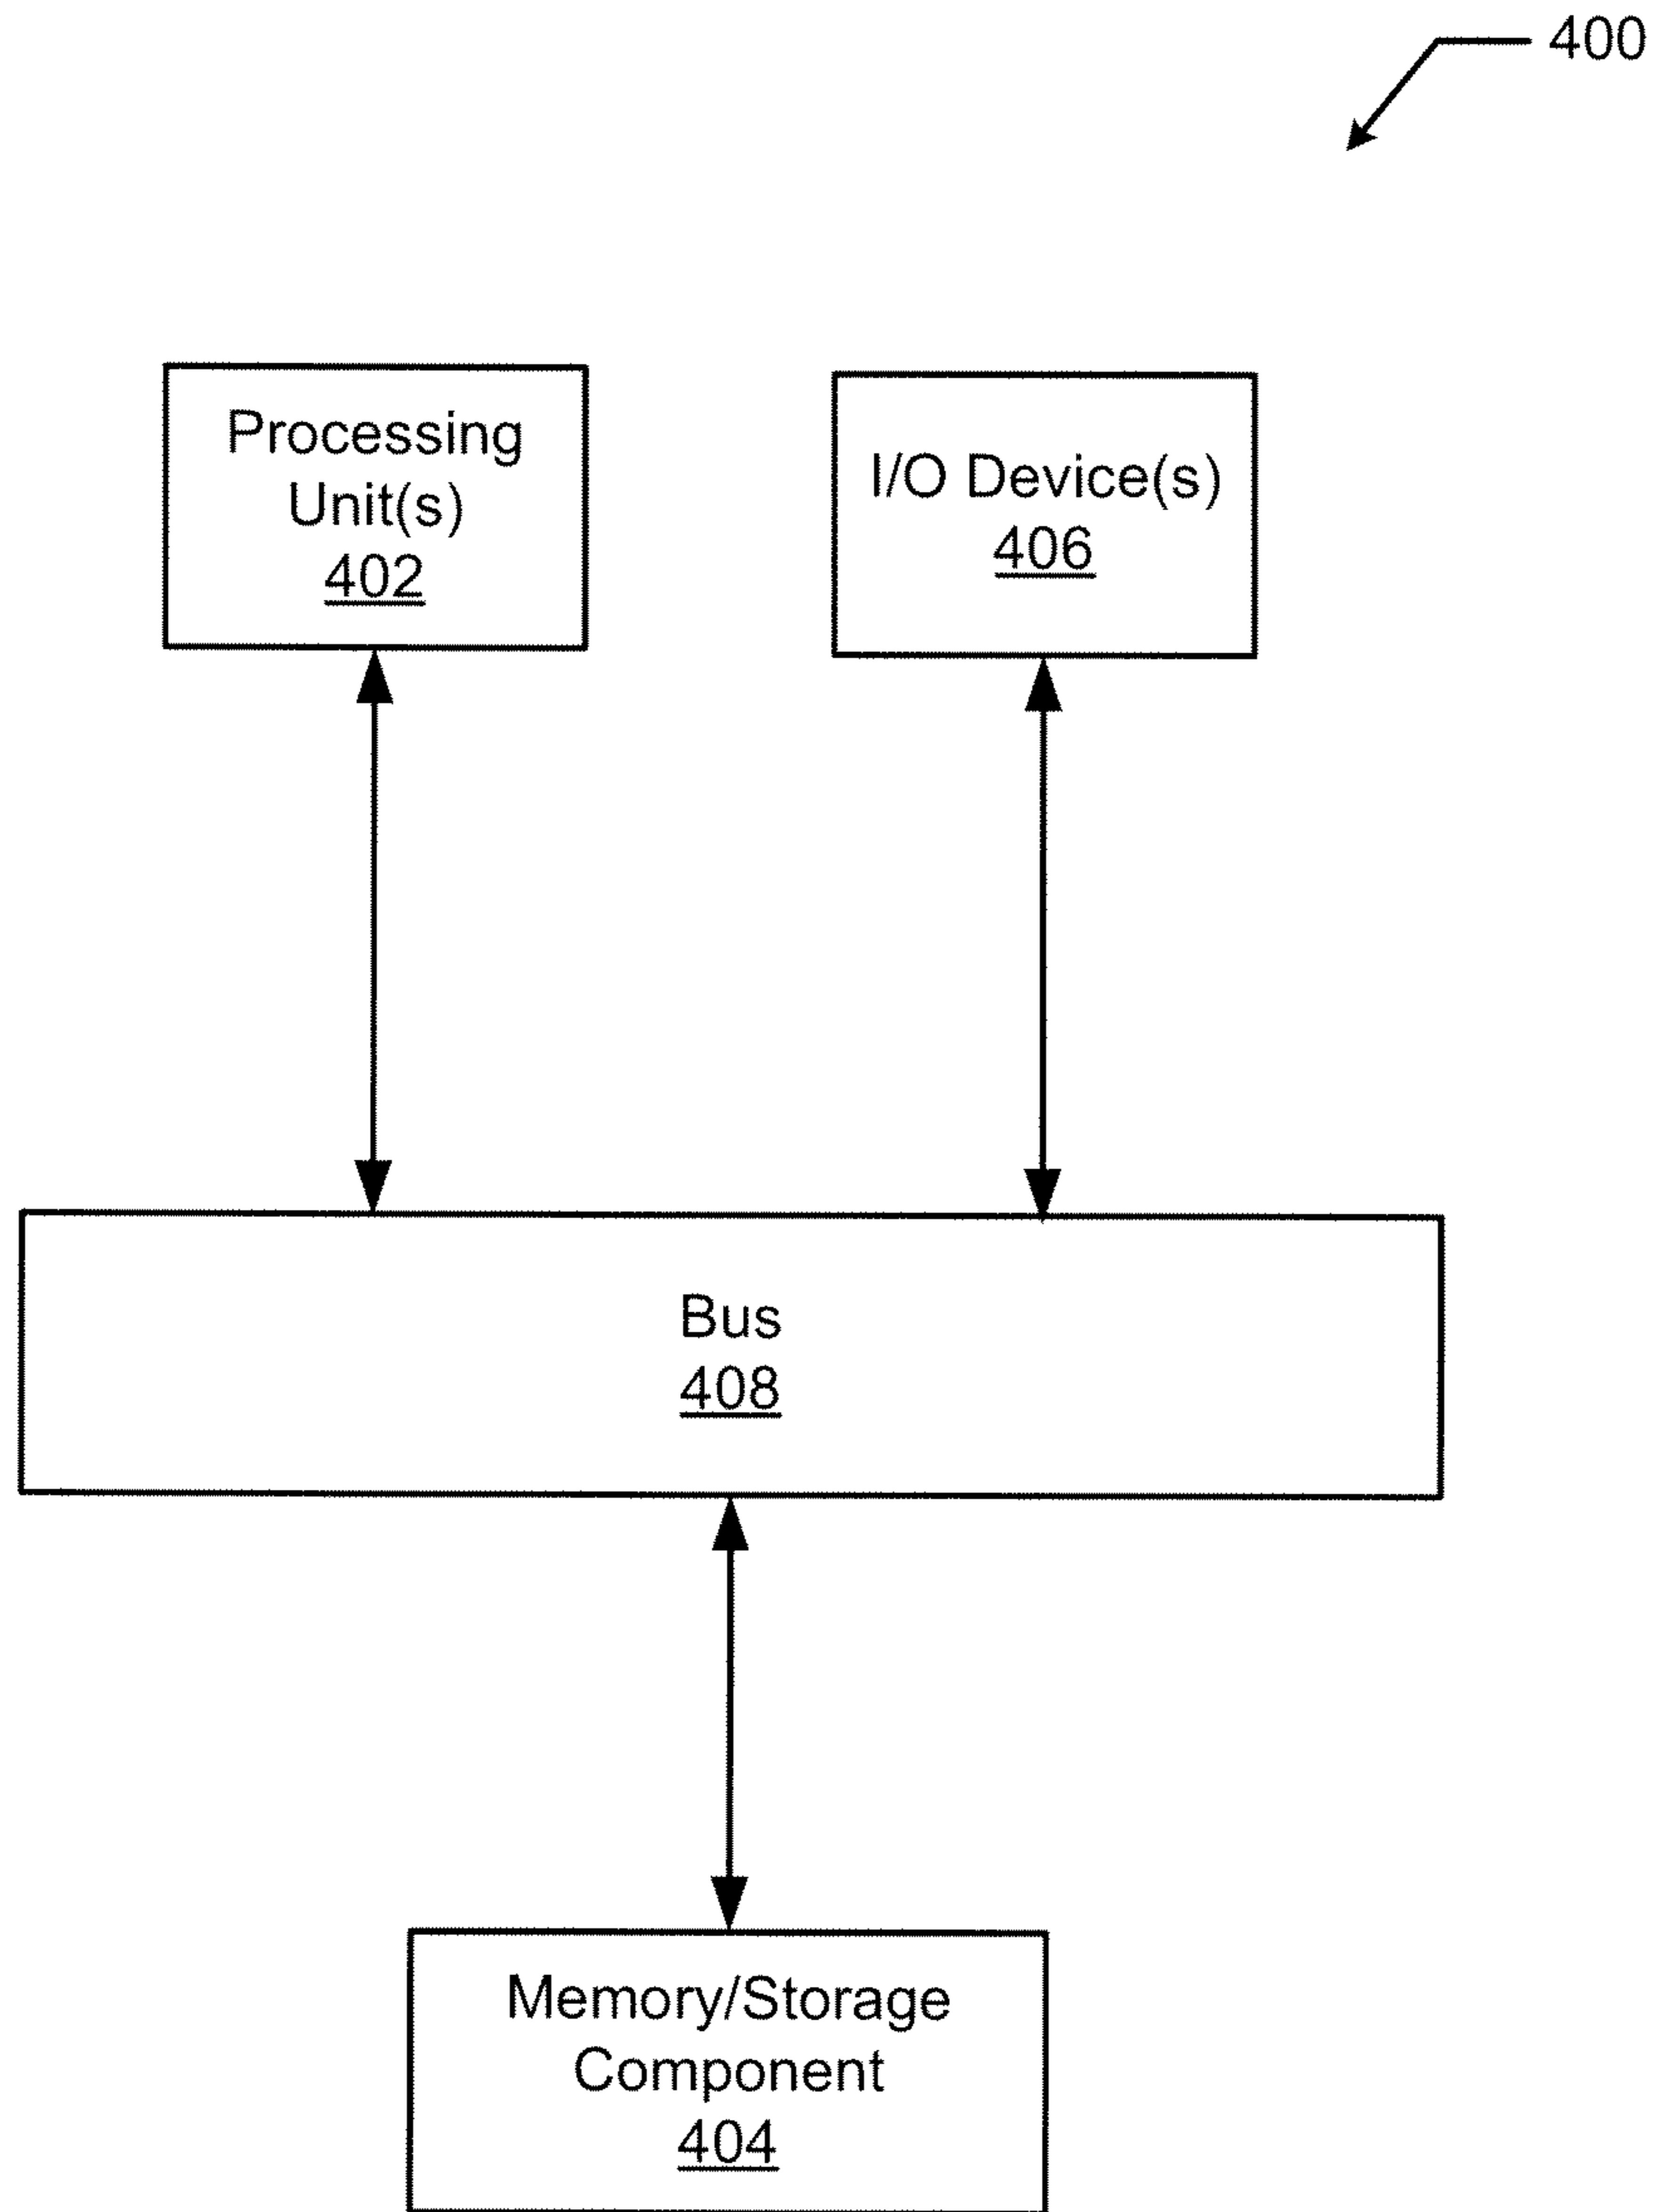 400
Processing
Unit(s)
402
I/O Device(s)
406
Bus
408
Memory/Storage
Component
404